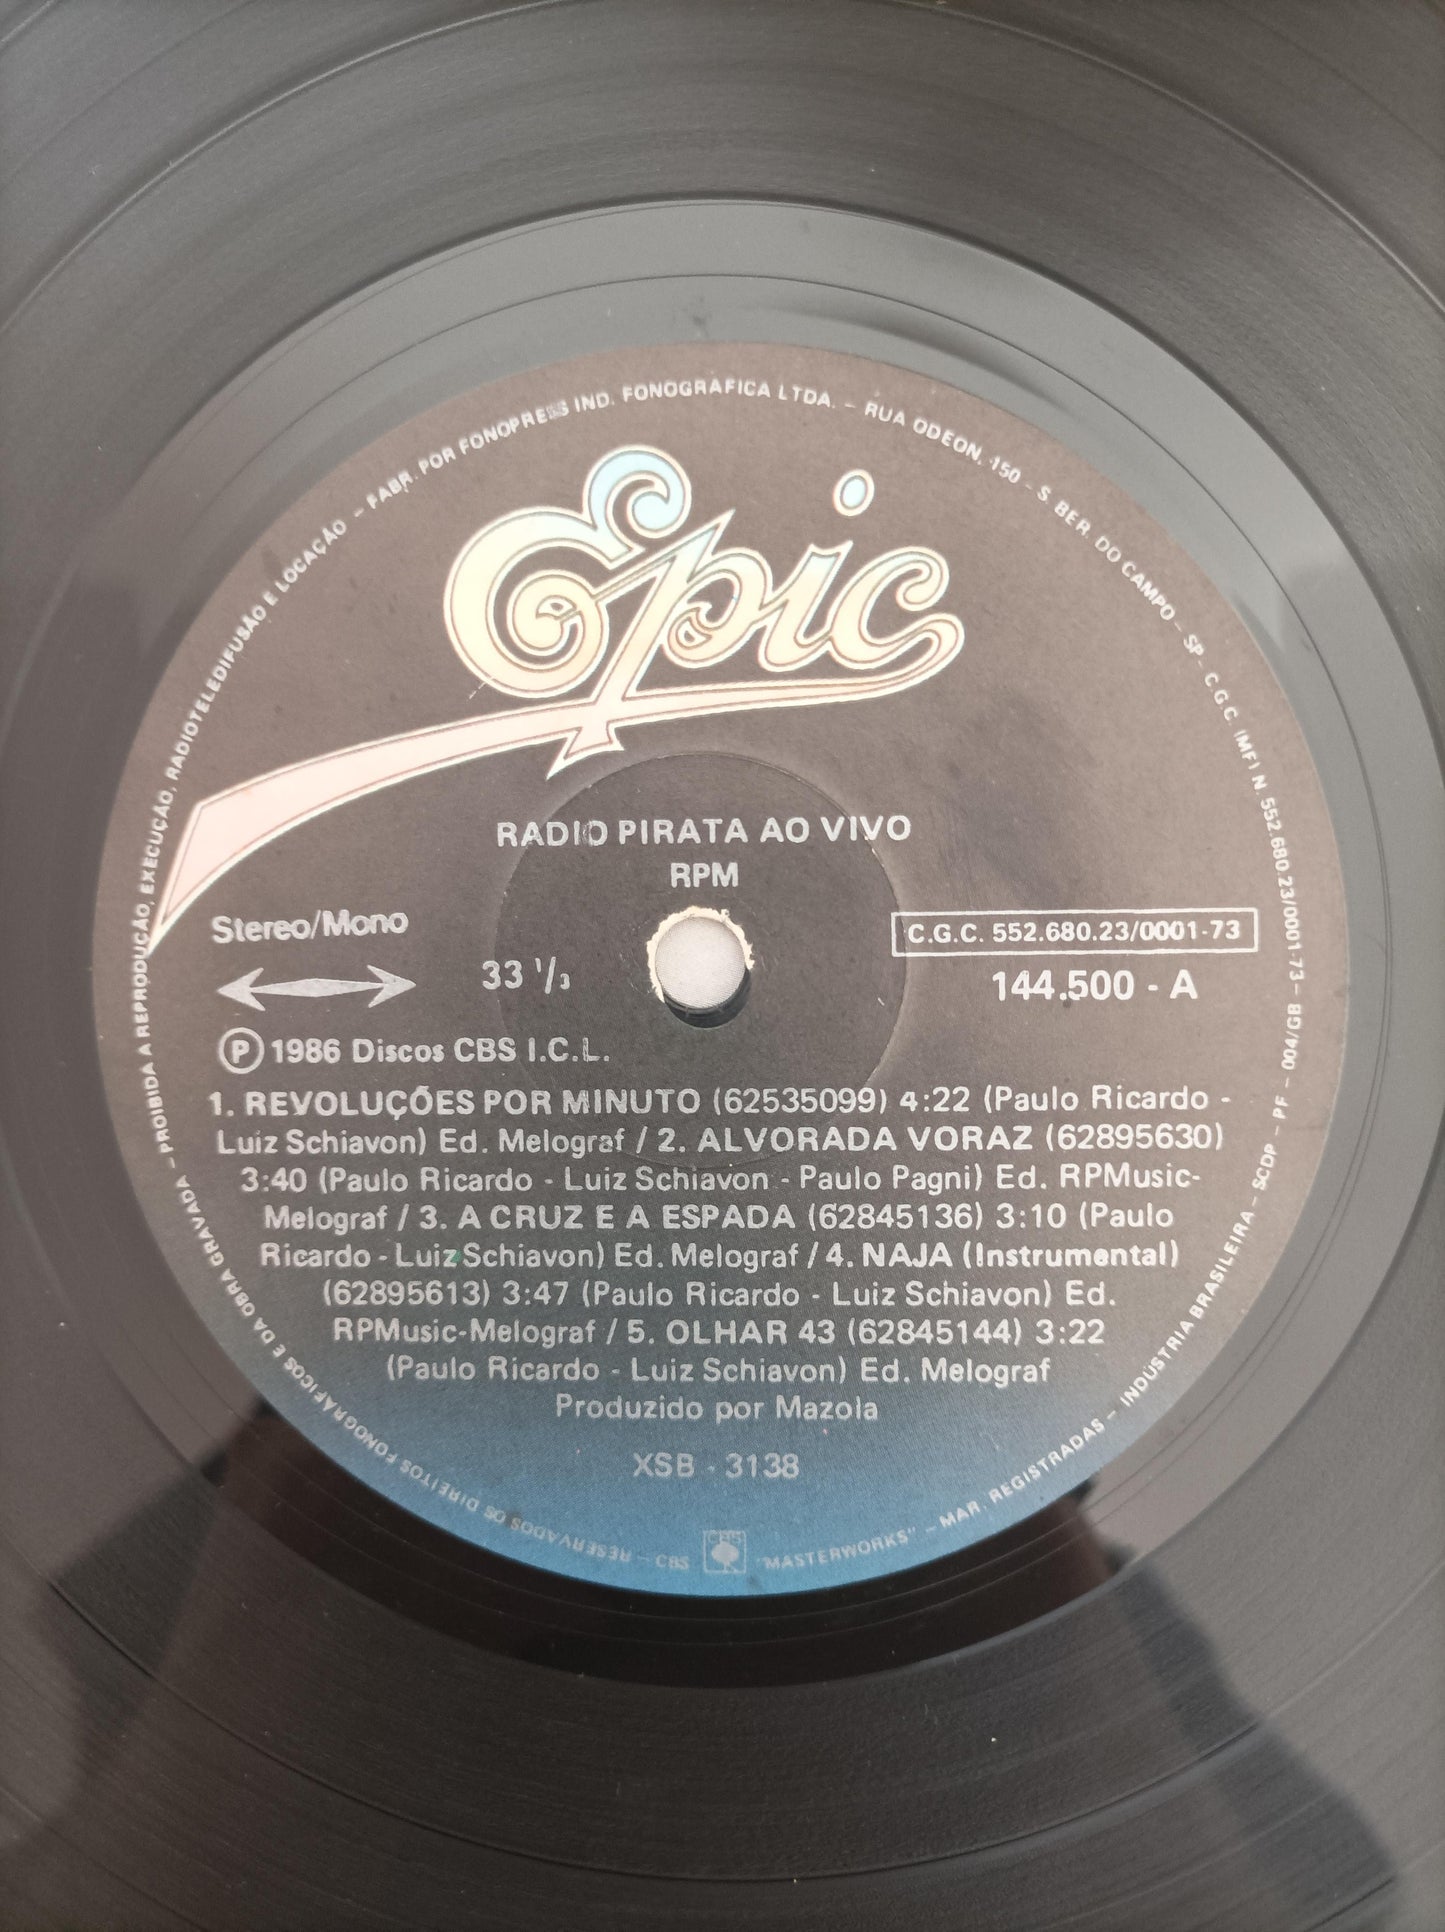 FABR. POR FONOPRESS IND. FONOGRAFICA LTDA. - RUA ODEON, 150 - S. BER. DO CAMPO - SP - C.G.C. (MF) N 552.680.23/0001-73 - 004/GB - PF - SCDP - INDÚSTRIA BRASILEIRA - MAR. REGISTRADAS - "MASTERWORKS" CBS - RESERVADOS OS DIREITOS FONOGRÁFICOS E DA OBRA GRAVADA - PROIBIDA A REPRODUÇÃO, EXECUÇÃO, RADIOTELEDIFUSÃO E LOCAÇÃO -
Epic
RADIO PIRATA AO VIVO
RPM
Stereo/Mono
C.G.C. 552.680.23/0001-73
33 1/3
144.500 - A
Ⓟ 1986 Discos CBS I.C.L.
1. REVOLUÇÕES POR MINUTO (62535099) 4:22 (Paulo Ricardo -
Luiz Schiavon) Ed. Melograf / 2. ALVORADA VORAZ (62895630)
3:40 (Paulo Ricardo - Luiz Schiavon - Paulo Pagni) Ed. RPMusic-
Melograf / 3. A CRUZ E A ESPADA (62845136) 3:10 (Paulo
Ricardo - Luiz Schiavon) Ed. Melograf / 4. NAJA (Instrumental)
(62895613) 3:47 (Paulo Ricardo - Luiz Schiavon) Ed.
RPMusic-Melograf / 5. OLHAR 43 (62845144) 3:22
(Paulo Ricardo - Luiz Schiavon) Ed. Melograf
Produzido por Mazola
XSB - 3138
CBS